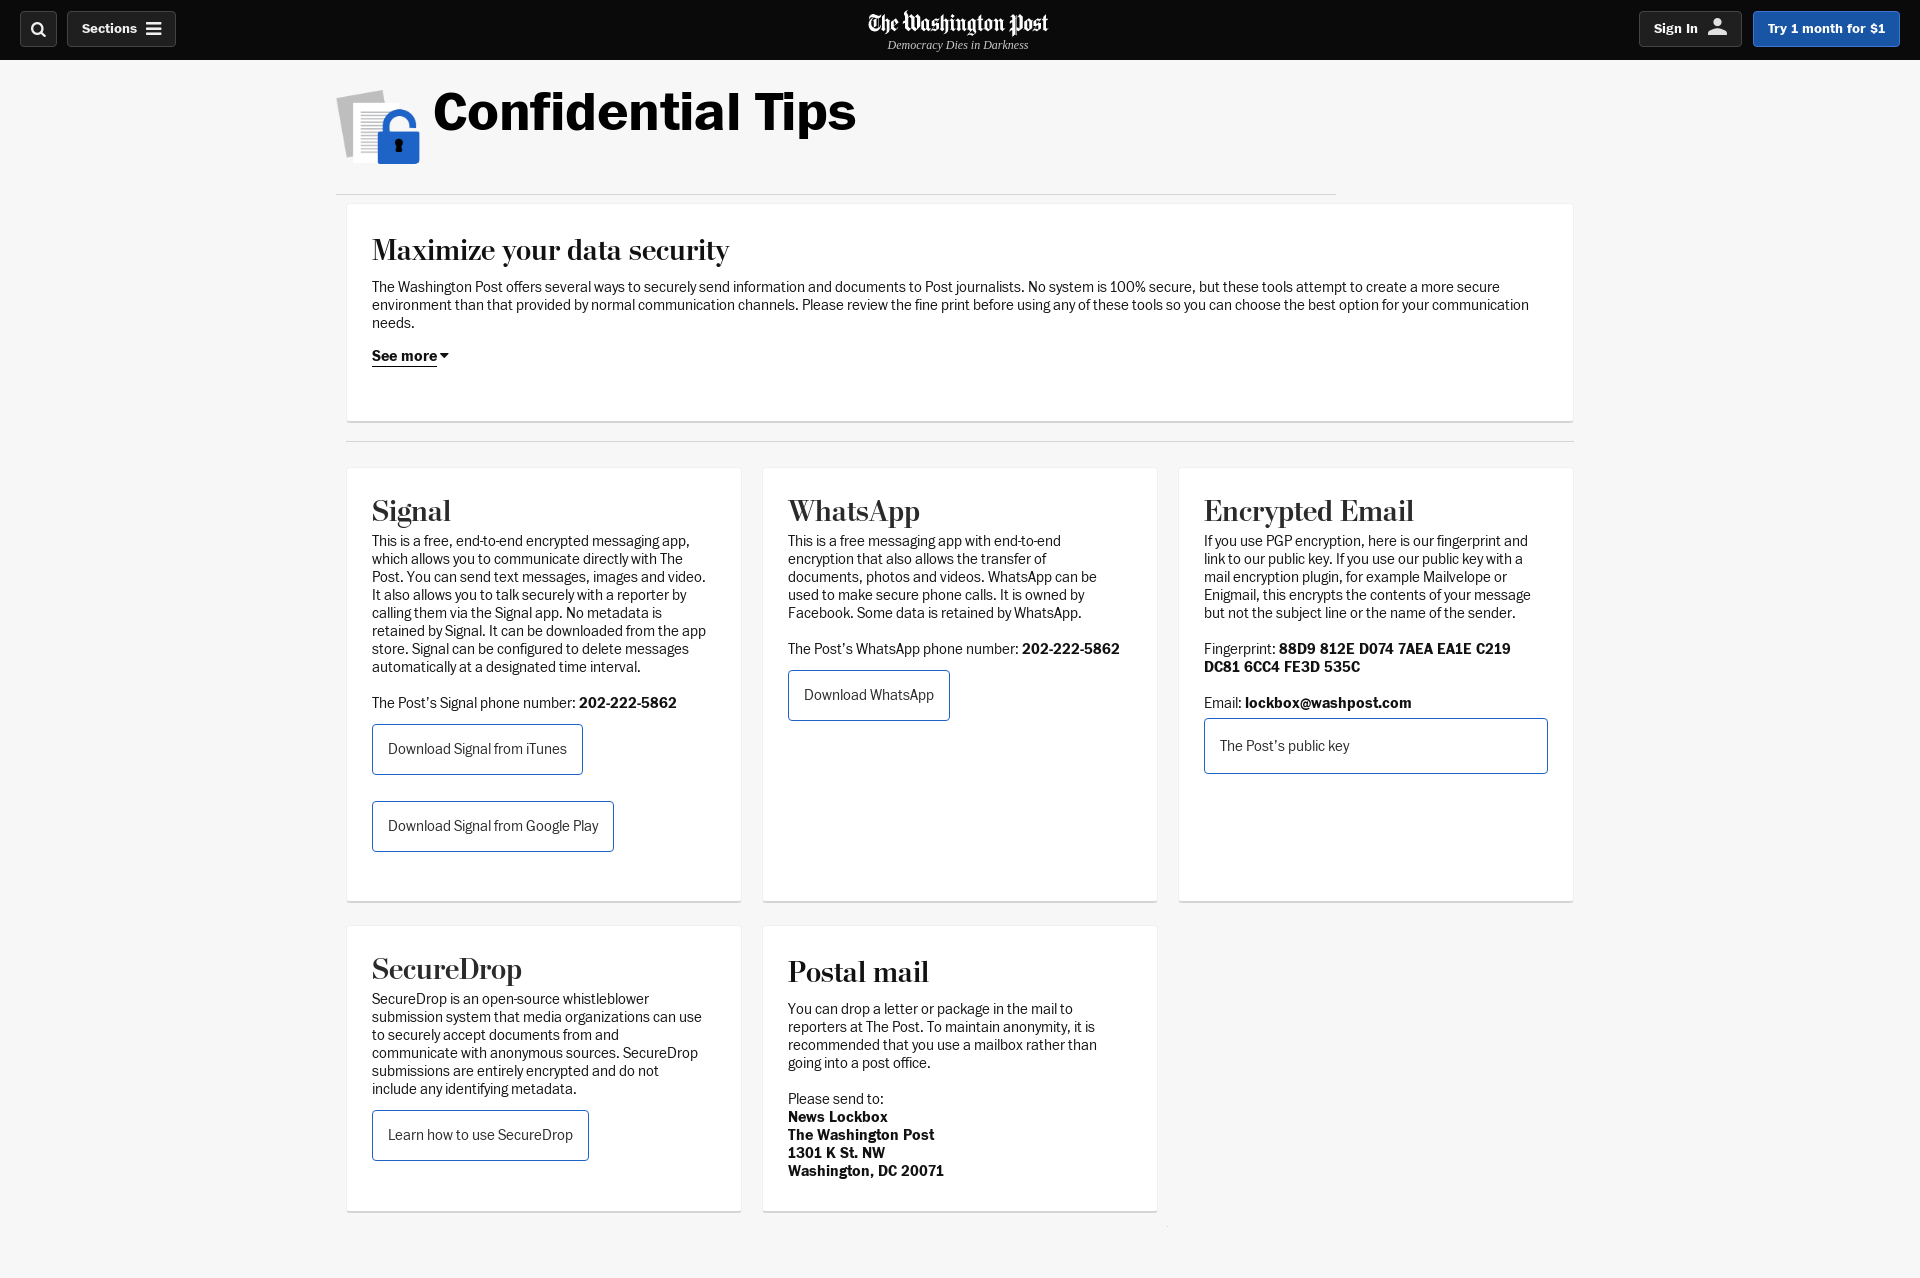 Sections
The Washington Post
Democracy Dies in Darkness
Sign In
Try 1 month for $1
Confidential Tips
Maximize your data security
The Washington Post offers several ways to securely send information and documents to Post journalists. No system is 100% secure, but these tools attempt to create a more secure
environment than that provided by normal communication channels. Please review the fine print before using any of these tools so you can choose the best option for your communication
needs.
See more
Signal
This is a free, end-to-end encrypted messaging app,
which allows you to communicate directly with The
Post. You can send text messages, images and video.
It also allows you to talk securely with a reporter by
calling them via the Signal app. No metadata is
retained by Signal. It can be downloaded from the app
store. Signal can be configured to delete messages
automatically at a designated time interval.
The Post's Signal phone number: 202-222-5862
Download Signal from iTunes
Download Signal from Google Play
WhatsApp
This is a free messaging app with end-to-end
encryption that also allows the transfer of
documents, photos and videos. WhatsApp can be
used to make secure phone calls. It is owned by
Facebook. Some data is retained by WhatsApp.
The Post's WhatsApp phone number: 202-222-5862
Download WhatsApp
Encrypted Email
If you use PGP encryption, here is our fingerprint and
link to our public key. If you use our public key with a
mail encryption plugin, for example Mailvelope or
Enigmail, this encrypts the contents of your message
but not the subject line or the name of the sender.
Fingerprint: 88D9 812E D074 7AEA EA1E C219
DC81 6CC4 FE3D 535C
Email: lockbox@washpost.com
The Post's public key
SecureDrop
SecureDrop is an open-source whistleblower
submission system that media organizations can use
to securely accept documents from and
communicate with anonymous sources. SecureDrop
submissions are entirely encrypted and do not
include any identifying metadata.
Learn how to use SecureDrop
Postal mail
You can drop a letter or package in the mail to
reporters at The Post. To maintain anonymity, it is
recommended that you use a mailbox rather than
going into a post office.
Please send to:
News Lockbox
The Washington Post
1301 K St. NW
Washington, DC 20071